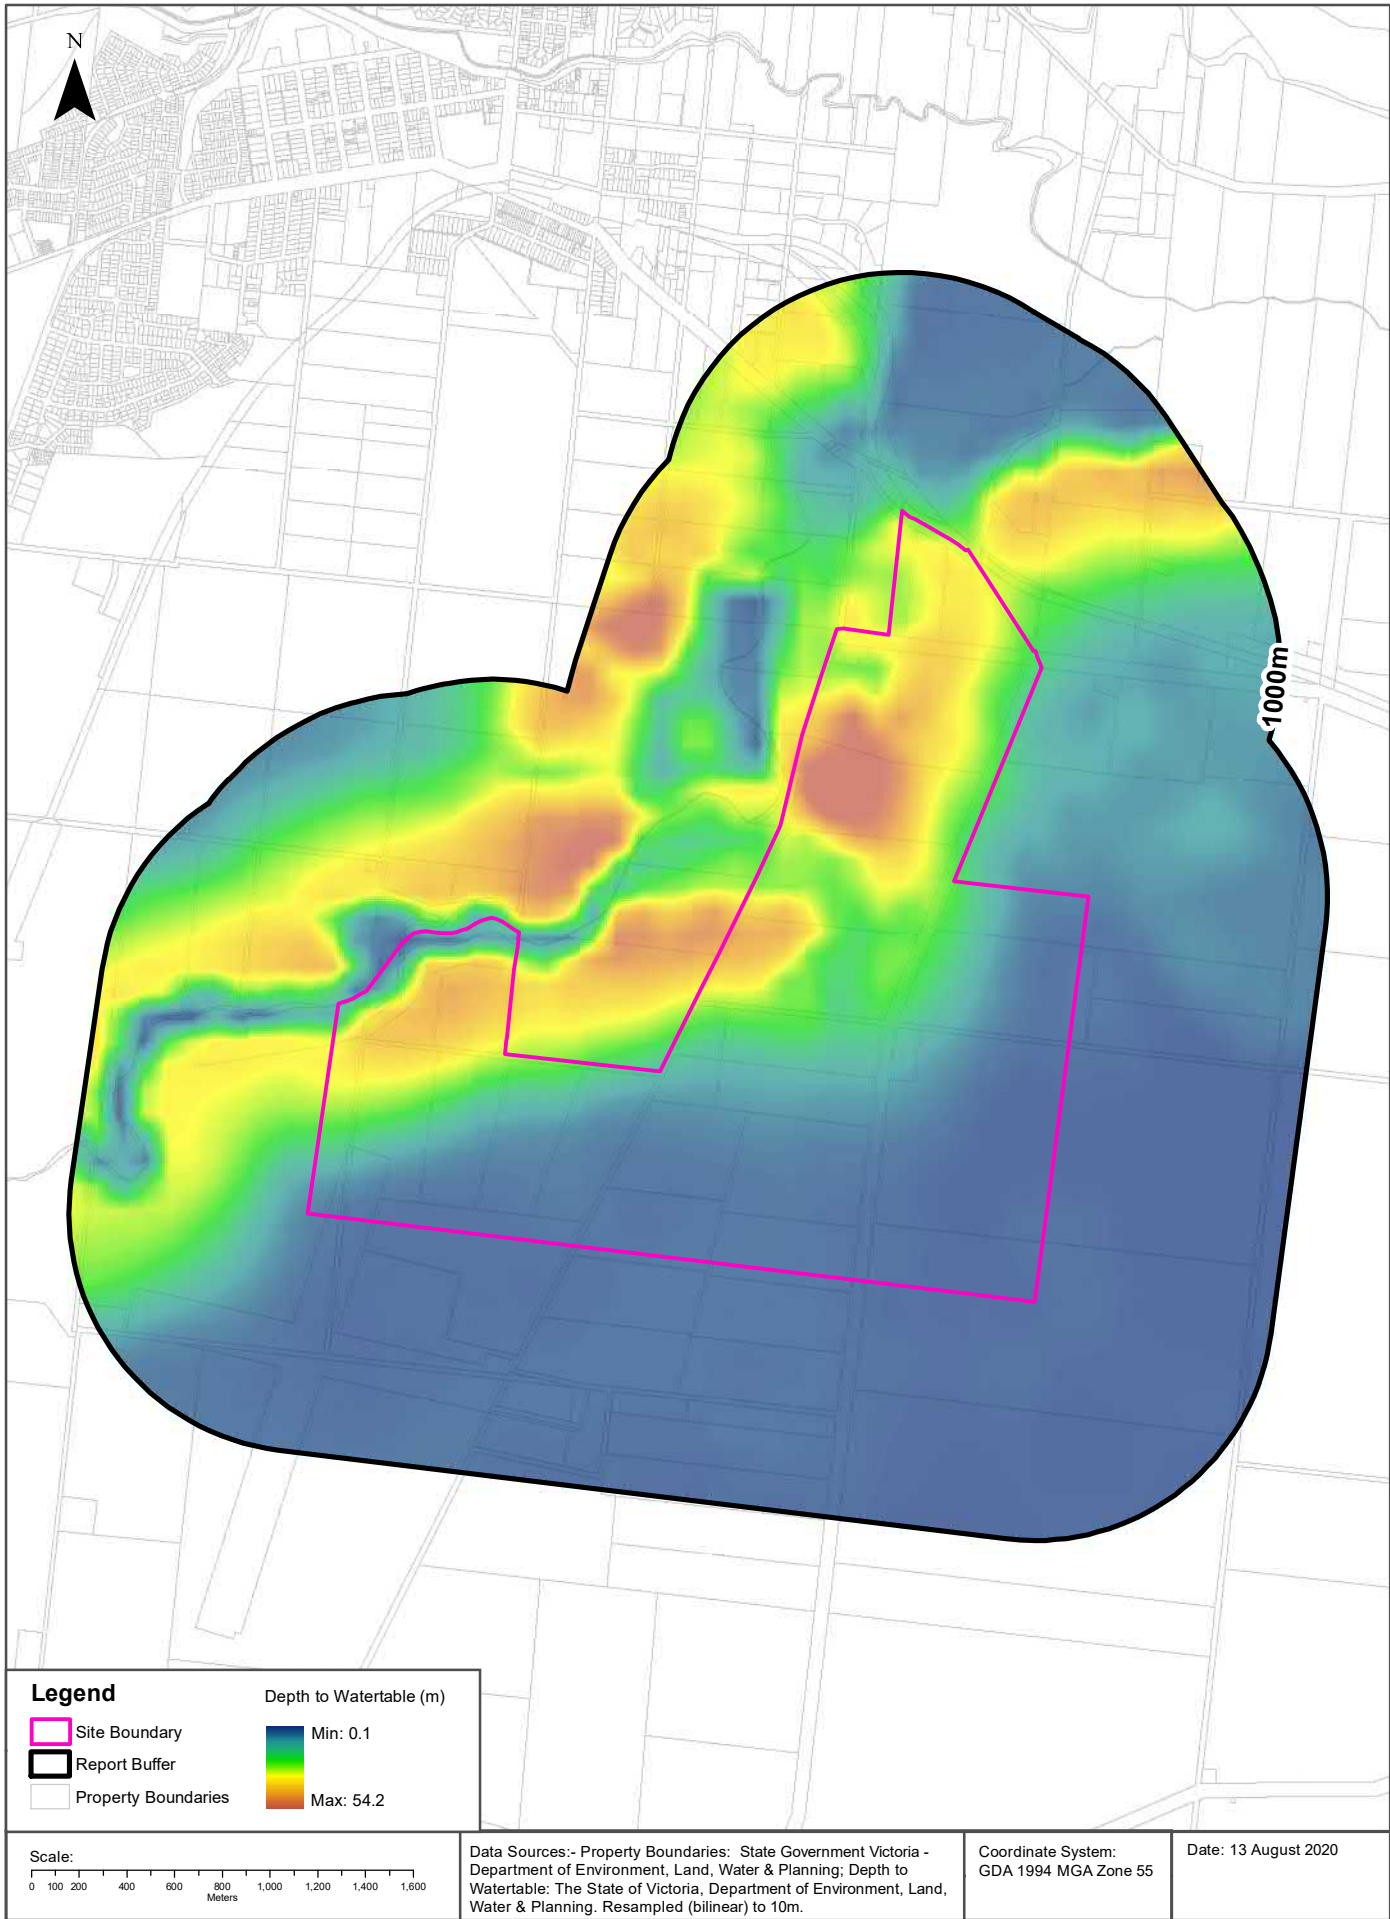 N
1000m
Legend
Depth to Watertable (m)
Site Boundary
Min: 0.1
Report Buffer
Property Boundaries
Max: 54.2
Scale:
0 100 200 400 600 800 1,000 1,200 1,400 1,600
Meters
Data Sources:- Property Boundaries: State Government Victoria -
Department of Environment, Land, Water & Planning; Depth to
Watertable: The State of Victoria, Department of Environment, Land,
Water & Planning. Resampled (bilinear) to 10m.
Coordinate System:
GDA 1994 MGA Zone 55
Date: 13 August 2020